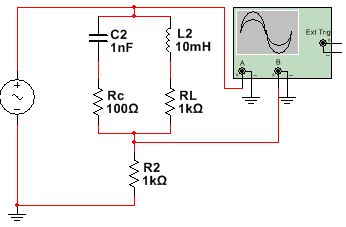 C2
1nF
L2
10mH
Rc
100Ω
RL
1kΩ
R2
1kΩ
Ext Trig
A
B